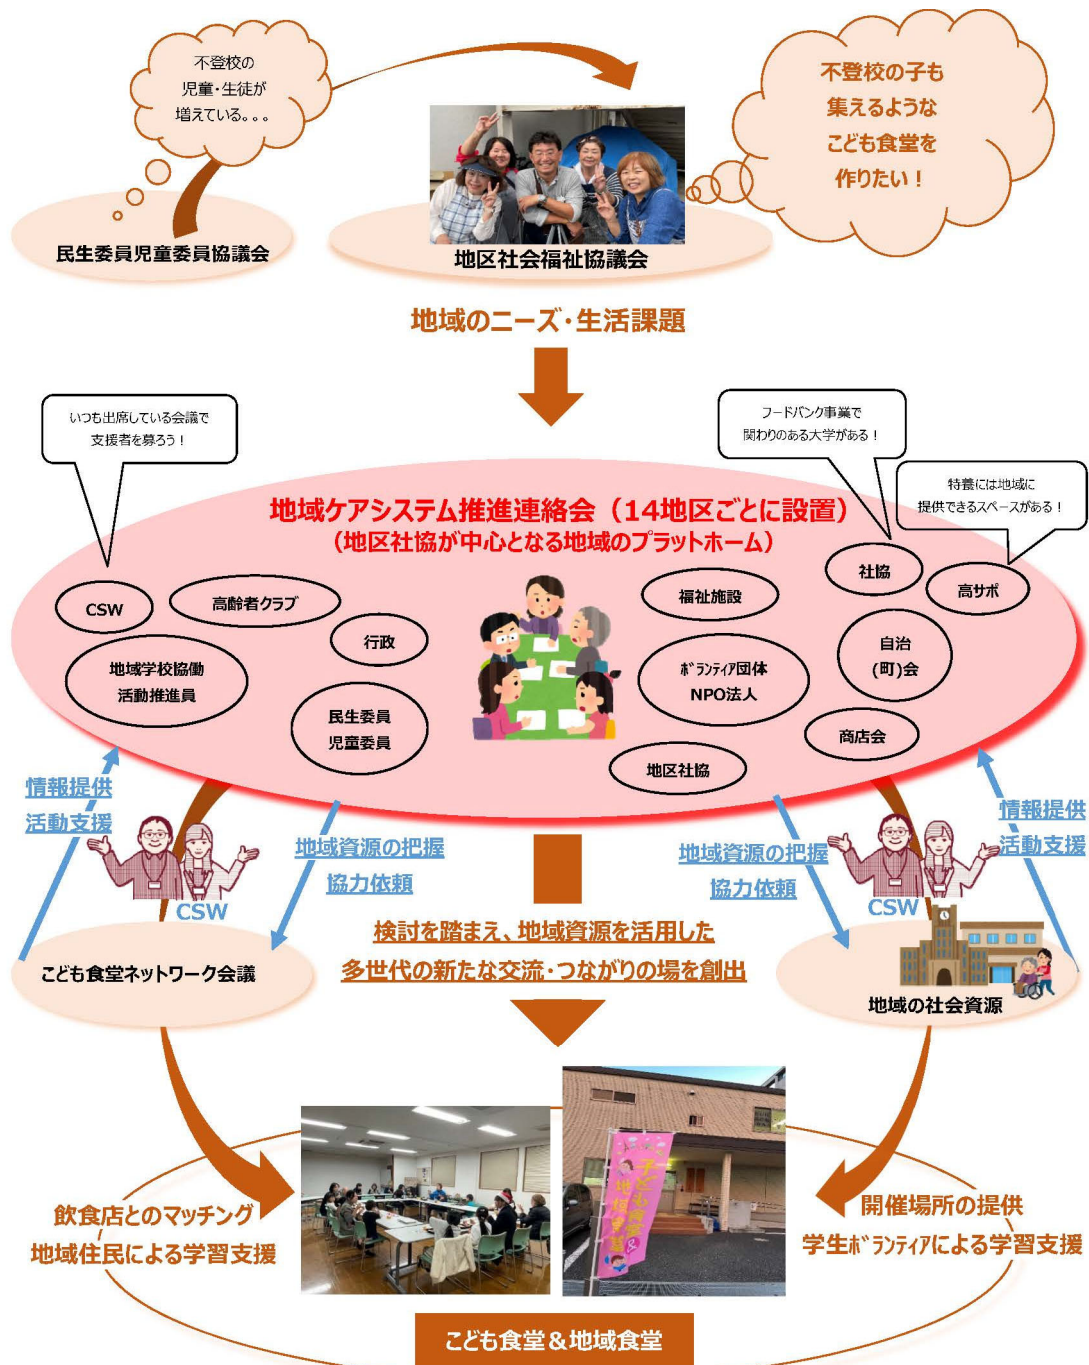 不登校の
児童・生徒が
増えている。。。
不登校の子も
集えるような
こども食堂を
作りたい！
民生委員児童委員協議会
地区社会福祉協議会
地域のニーズ・生活課題
いつも出席している会議で
支援者を募ろう！
フードバンク事業で
関わりのある大学がある！
特養には地域に
提供できるスペースがある！
地域ケアシステム推進連絡会（14地区ごとに設置）
（地区社協が中心となる地域のプラットホーム）
CSW
高齢者クラブ
行政
地域学校協働
活動推進員
民生委員
児童委員
福祉施設
ﾎﾞﾗﾝﾃｨｱ団体
NPO法人
地区社協
社協
高サポ
自治
(町)会
商店会
情報提供
活動支援
CSW
地域資源の把握
協力依頼
地域資源の把握
協力依頼
CSW
情報提供
活動支援
こども食堂ネットワーク会議
検討を踏まえ、地域資源を活用した
多世代の新たな交流・つながりの場を創出
地域の社会資源
飲食店とのマッチング
地域住民による学習支援
子ども食堂&
地域食堂
開催場所の提供
学生ﾎﾞﾗﾝﾃｨｱによる学習支援
こども食堂＆地域食堂